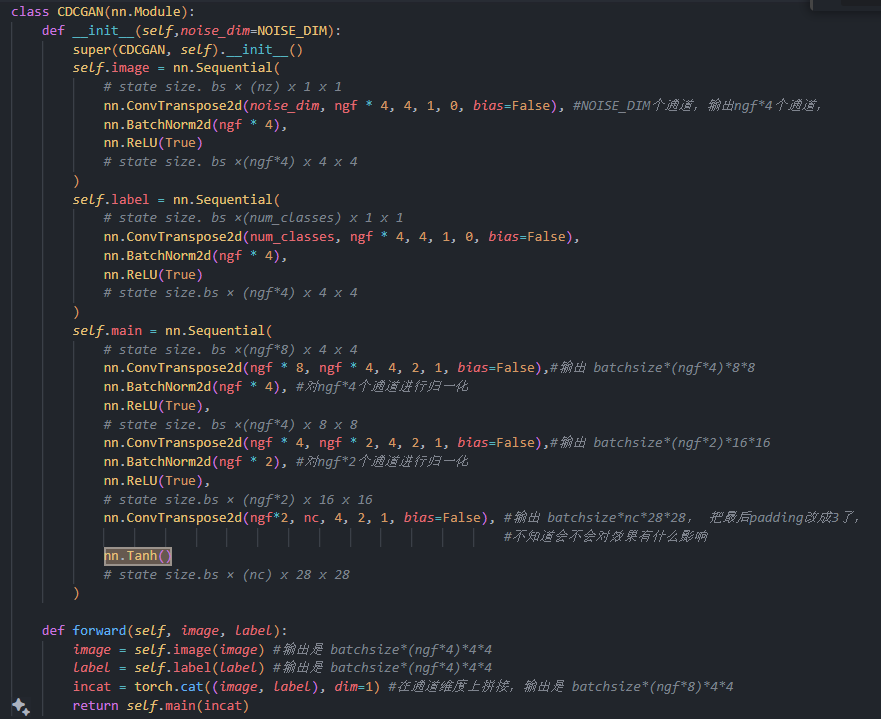 class CDCGAN(nn.Module):
    def __init__(self,noise_dim=NOISE_DIM):
        super(CDCGAN, self).__init__()
        self.image = nn.Sequential(
            # state size. bs × (nz) x 1 x 1
            nn.ConvTranspose2d(noise_dim, ngf * 4, 4, 1, 0, bias=False), #NOISE_DIM个通道，输出ngf*4个通道，
            nn.BatchNorm2d(ngf * 4),
            nn.ReLU(True)
            # state size. bs ×(ngf*4) x 4 x 4
        )
        self.label = nn.Sequential(
            # state size. bs ×(num_classes) x 1 x 1
            nn.ConvTranspose2d(num_classes, ngf * 4, 4, 1, 0, bias=False),
            nn.BatchNorm2d(ngf * 4),
            nn.ReLU(True)
            # state size.bs × (ngf*4) x 4 x 4
        )
        self.main = nn.Sequential(
            # state size. bs ×(ngf*8) x 4 x 4
            nn.ConvTranspose2d(ngf * 8, ngf * 4, 4, 2, 1, bias=False),#输出 batchsize*(ngf*4)*8*8
            nn.BatchNorm2d(ngf * 4), #对ngf*4个通道进行归一化
            nn.ReLU(True),
            # state size. bs ×(ngf*4) x 8 x 8
            nn.ConvTranspose2d(ngf * 4, ngf * 2, 4, 2, 1, bias=False),#输出 batchsize*(ngf*2)*16*16
            nn.BatchNorm2d(ngf * 2), #对ngf*2个通道进行归一化
            nn.ReLU(True),
            # state size.bs × (ngf*2) x 16 x 16
            nn.ConvTranspose2d(ngf*2, nc, 4, 2, 1, bias=False), #输出 batchsize*nc*28*28， 把最后padding改成3了，
                                                                #不知道会不会对效果有什么影响
            nn.Tanh()
            # state size.bs × (nc) x 28 x 28
        )
    def forward(self, image, label):
        image = self.image(image) #输出是 batchsize*(ngf*4)*4*4
        label = self.label(label) #输出是 batchsize*(ngf*4)*4*4
        incat = torch.cat((image, label), dim=1) #在通道维度上拼接，输出是 batchsize*(ngf*8)*4*4
        return self.main(incat)